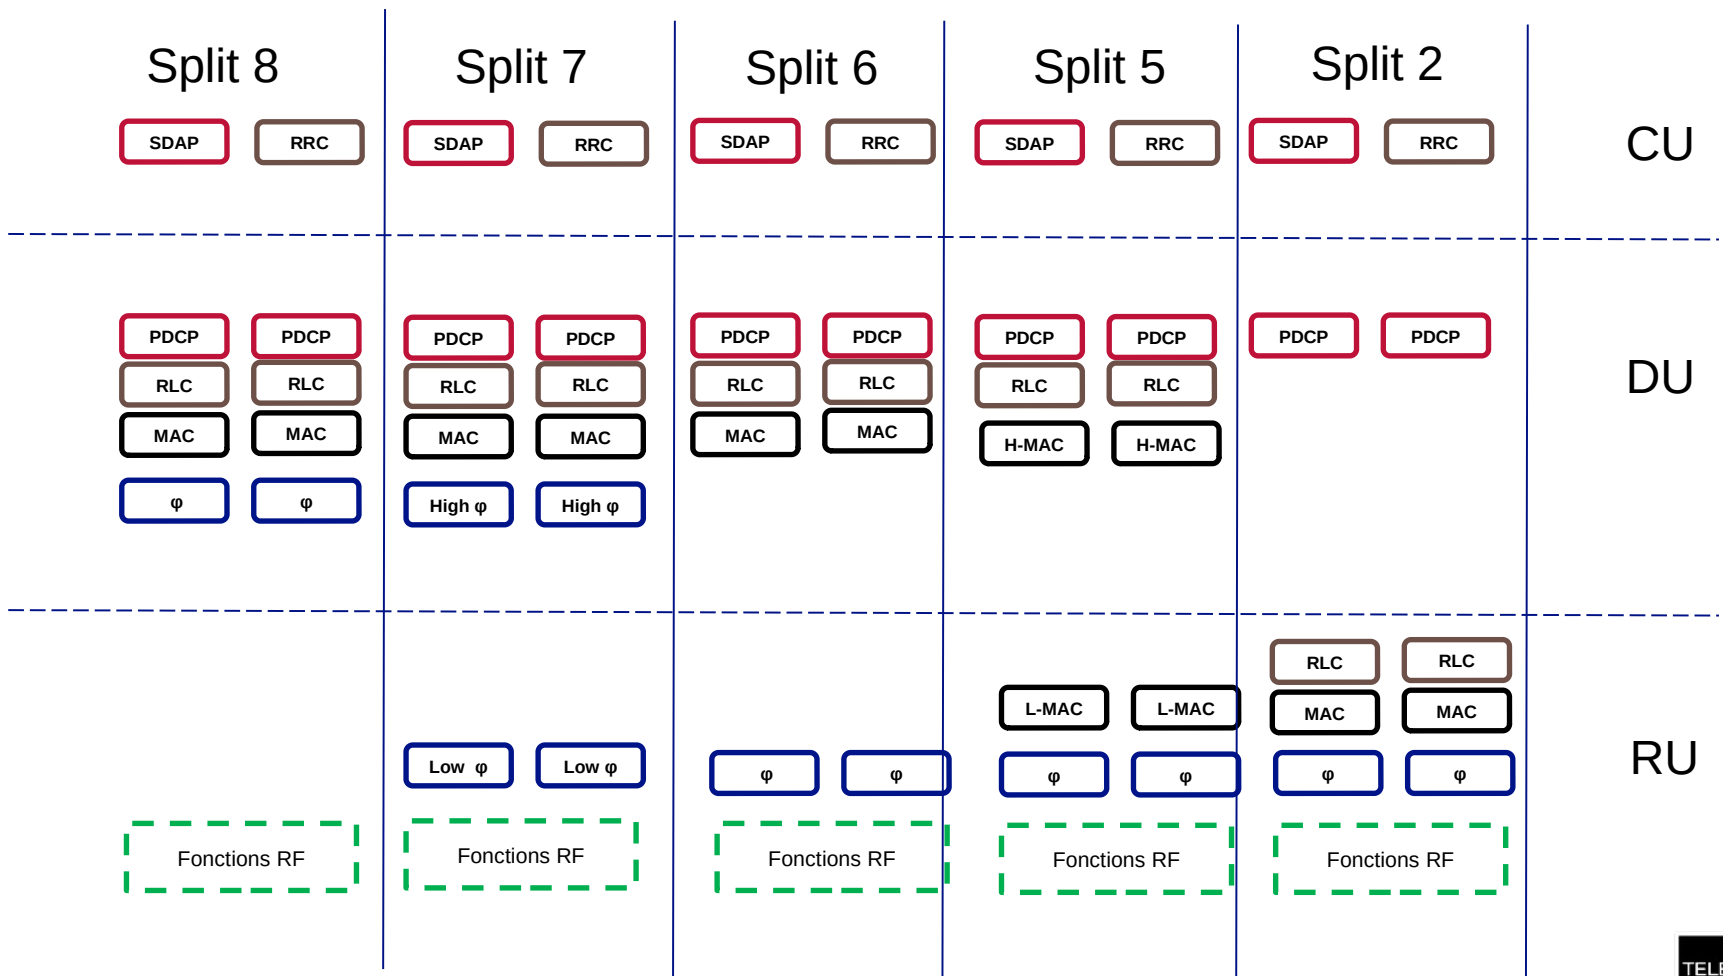 Split 8 Split 7 Split 6 Split 5 Split 2
SDAP RRC SDAP RRC SDAP RRC SDAP RRC SDAP RRC CU
PDCP PDCP PDCP PDCP PDCP PDCP PDCP PDCP PDCP PDCP
RLC RLC RLC RLC RLC RLC RLC RLC DU
MAC MAC MAC MAC MAC MAC H-MAC H-MAC
φ φ High φ High φ
RLC RLC
L-MAC L-MAC MAC MAC
Low φ Low φ φ φ φ φ φ φ RU
Fonctions RF Fonctions RF Fonctions RF Fonctions RF Fonctions RF